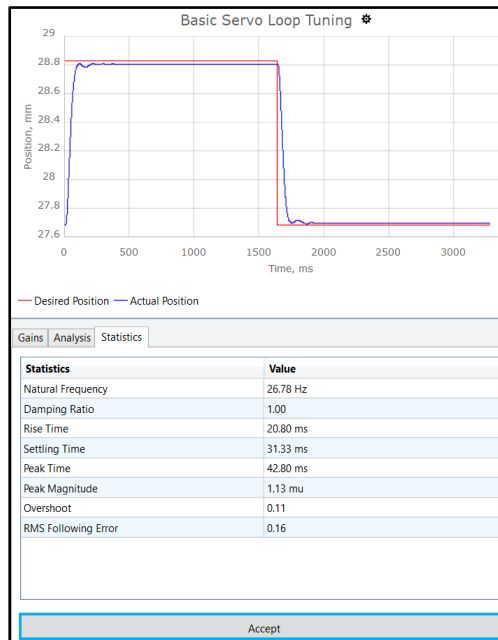 Basic Servo Loop Tuning
29
28.8
28.6
28.4
28.2
28
27.8
27.6
Position, mm
0 500 1000 1500 2000 2500 3000
Time, ms
Desired Position Actual Position
Gains Analysis Statistics
Statistics Value
Natural Frequency 26.78 Hz
Damping Ratio 1.00
Rise Time 20.80 ms
Settling Time 31.33 ms
Peak Time 42.80 ms
Peak Magnitude 1.13 mu
Overshoot 0.11
RMS Following Error 0.16
Accept